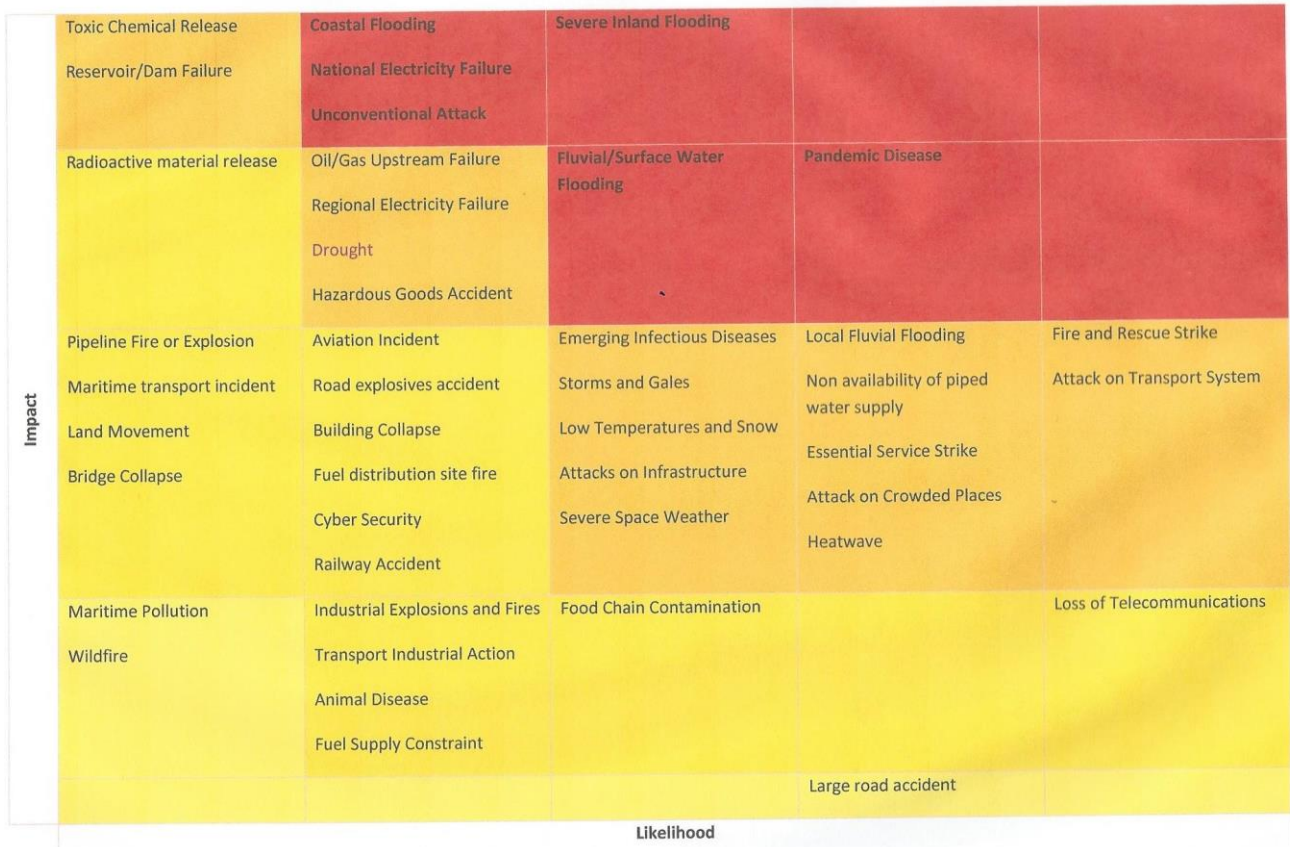 Toxic Chemical Release
Reservoir/Dam Failure
Coastal Flooding
National Electricity Failure
Unconventional Attack
Severe Inland Flooding
Radioactive material release
Oil/Gas Upstream Failure
Regional Electricity Failure
Drought
Hazardous Goods Accident
Fluvial/Surface Water
Flooding
Pandemic Disease
Impact
Pipeline Fire or Explosion
Maritime transport incident
Land Movement
Bridge Collapse
Aviation Incident
Road explosives accident
Building Collapse
Fuel distribution site fire
Cyber Security
Railway Accident
Emerging Infectious Diseases
Storms and Gales
Low Temperatures and Snow
Attacks on Infrastructure
Severe Space Weather
Local Fluvial Flooding
Non availability of piped
water supply
Essential Service Strike
Attack on Crowded Places
Heatwave
Fire and Rescue Strike
Attack on Transport System
Maritime Pollution
Wildfire
Industrial Explosions and Fires
Transport Industrial Action
Animal Disease
Fuel Supply Constraint
Food Chain Contamination
Loss of Telecommunications
Large road accident
Likelihood